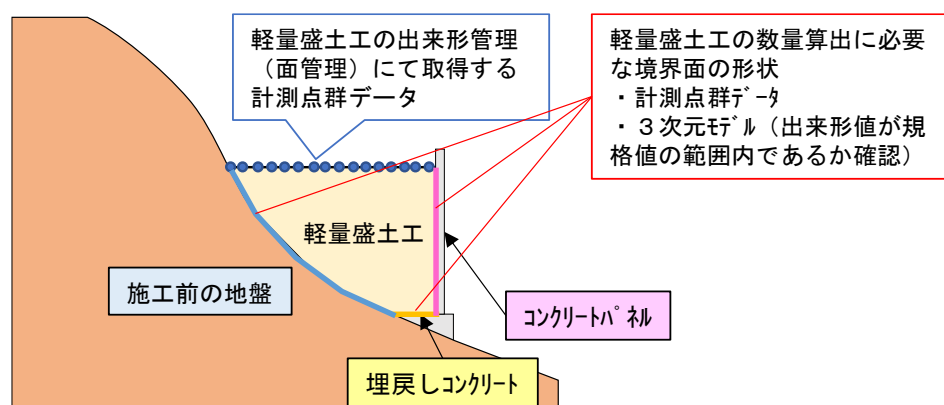 軽量盛土工の出来形管理
（面管理）にて取得する
計測点群データ
軽量盛土工の数量算出に必要
な境界面の形状
・計測点群ﾃﾞｰﾀ
・３次元ﾓﾃﾞﾙ（出来形値が規
格値の範囲内であるか確認）
軽量盛土工
施工前の地盤
ｺﾝｸﾘｰﾄﾊﾟﾈﾙ
埋戻しｺﾝｸﾘｰﾄ